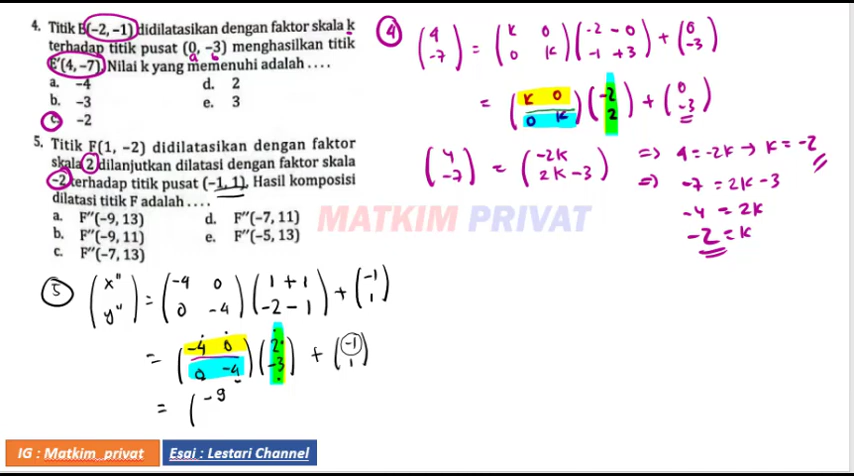 4. Titik B(-2, -1) didilatasikan dengan faktor skala k
terhadap titik pusat (0, -3) menghasilkan titik
B'(4, -7). Nilai k yang memenuhi adalah . . . .
a. -4 d. 2
b. -3 e. 3
c. -2
5. Titik F(1, -2) didilatasikan dengan faktor
skala 2 dilanjutkan dilatasi dengan faktor skala
-2 terhadap titik pusat (-1, 1). Hasil komposisi
dilatasi titik F adalah . . . .
a. F″(-9, 13) d. F″(-7, 11)
b. F″(-9, 11) e. F″(-5, 13)
c. F″(-7, 13)
a b
④ (4 -7) = (k 0 0 k) (-2 - 0 -1 + 3) + (0 -3)
= (k 0 0 k) (-2 2) + (0 -3)
(4 -7) = (-2k 2k - 3) => 4 = -2k → k = -2
=> -7 = 2k - 3
-4 = 2k
-2 = k
MATKIM PRIVAT
⑤ (x" y") = (-4 0 0 -4) (1 + 1 -2 - 1) + (-1 1)
= (-4 0 0 -4) (2 -3) + (-1 1)
= (-9
IG : Matkim_privat
Esai : Lestari Channel